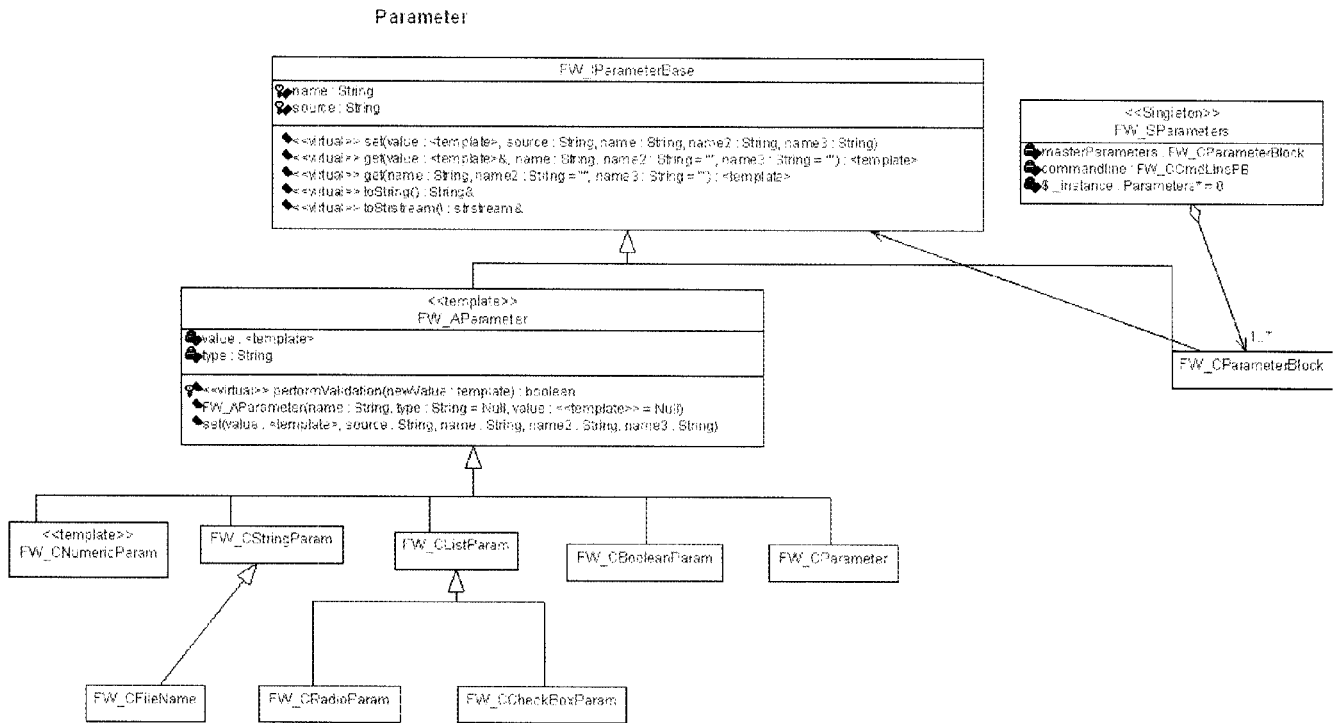 Parameter
FW_IParameterBase
name : String
source : String
<<virtual>> set(value : <template>, source : String, name : String, name2 : String, name3 : String)
<<virtual>> get(value : <template>&, name : String, name2 : String = "", name3 : String = "") : <template>
<<virtual>> get(name : String, name2 : String = "", name3 : String = "") : <template>
<<virtual>> toString() : String&
<<virtual>> toStrstream() : strstream&
<<Singleton>>
FW_SParameters
masterParameters : FW_CParameterBlock
commandline : FW_CCmdLinePB
$ _instance : Parameters* = 0
<<template>>
FW_AParameter
value : <template>
type : String
<<virtual>> performValidation(newValue : template) : boolean
FW_AParameter(name : String, type : String = Null, value : <<template>> = Null)
set(value : <template>, source : String, name : String, name2 : String, name3 : String)
1..*
FW_CParameterBlock
<<template>>
FW_CNumericParam
FW_CStringParam
FW_CListParam
FW_CBooleanParam
FW_CParameter
FW_CFileName
FW_CRadioParam
FW_CCheckBoxParam